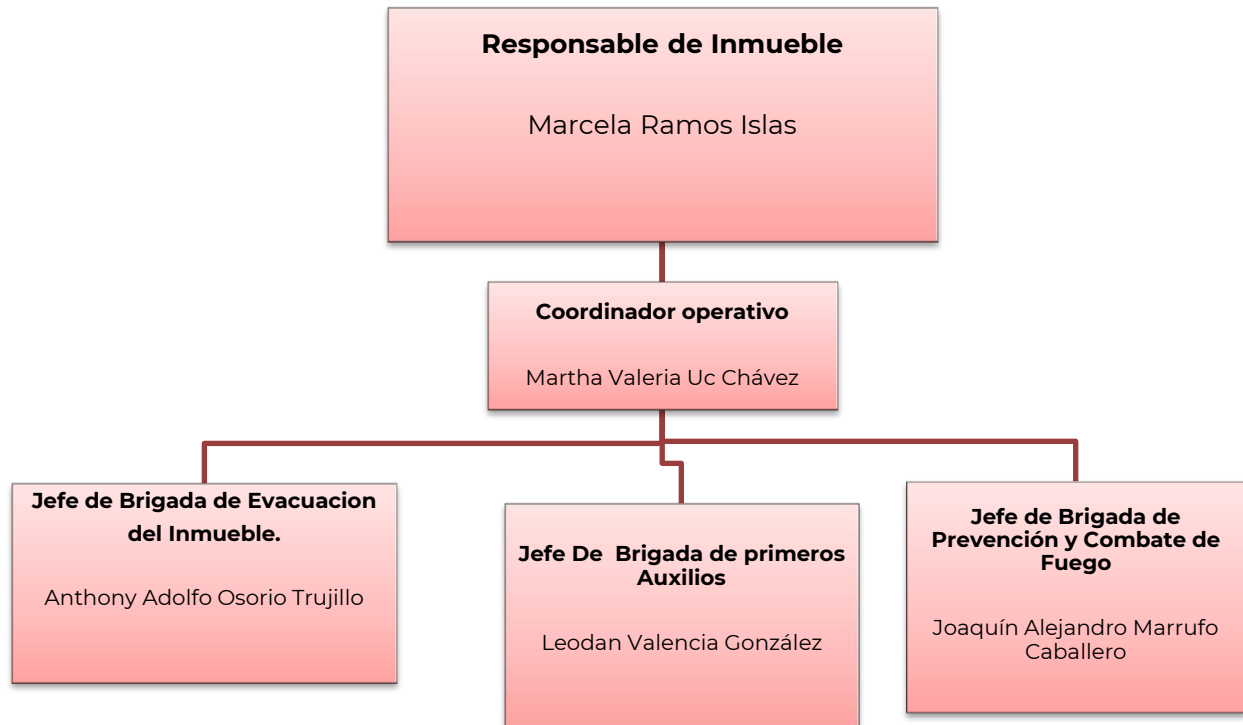 Responsable de Inmueble
Marcela Ramos Islas
Coordinador operativo
Martha Valeria Uc Chávez
Jefe de Brigada de Evacuacion
del Inmueble.
Anthony Adolfo Osorio Trujillo
Jefe De  Brigada de primeros
Auxilios
Leodan Valencia González
Jefe de Brigada de
Prevención y Combate de
Fuego
Joaquín Alejandro Marrufo
Caballero